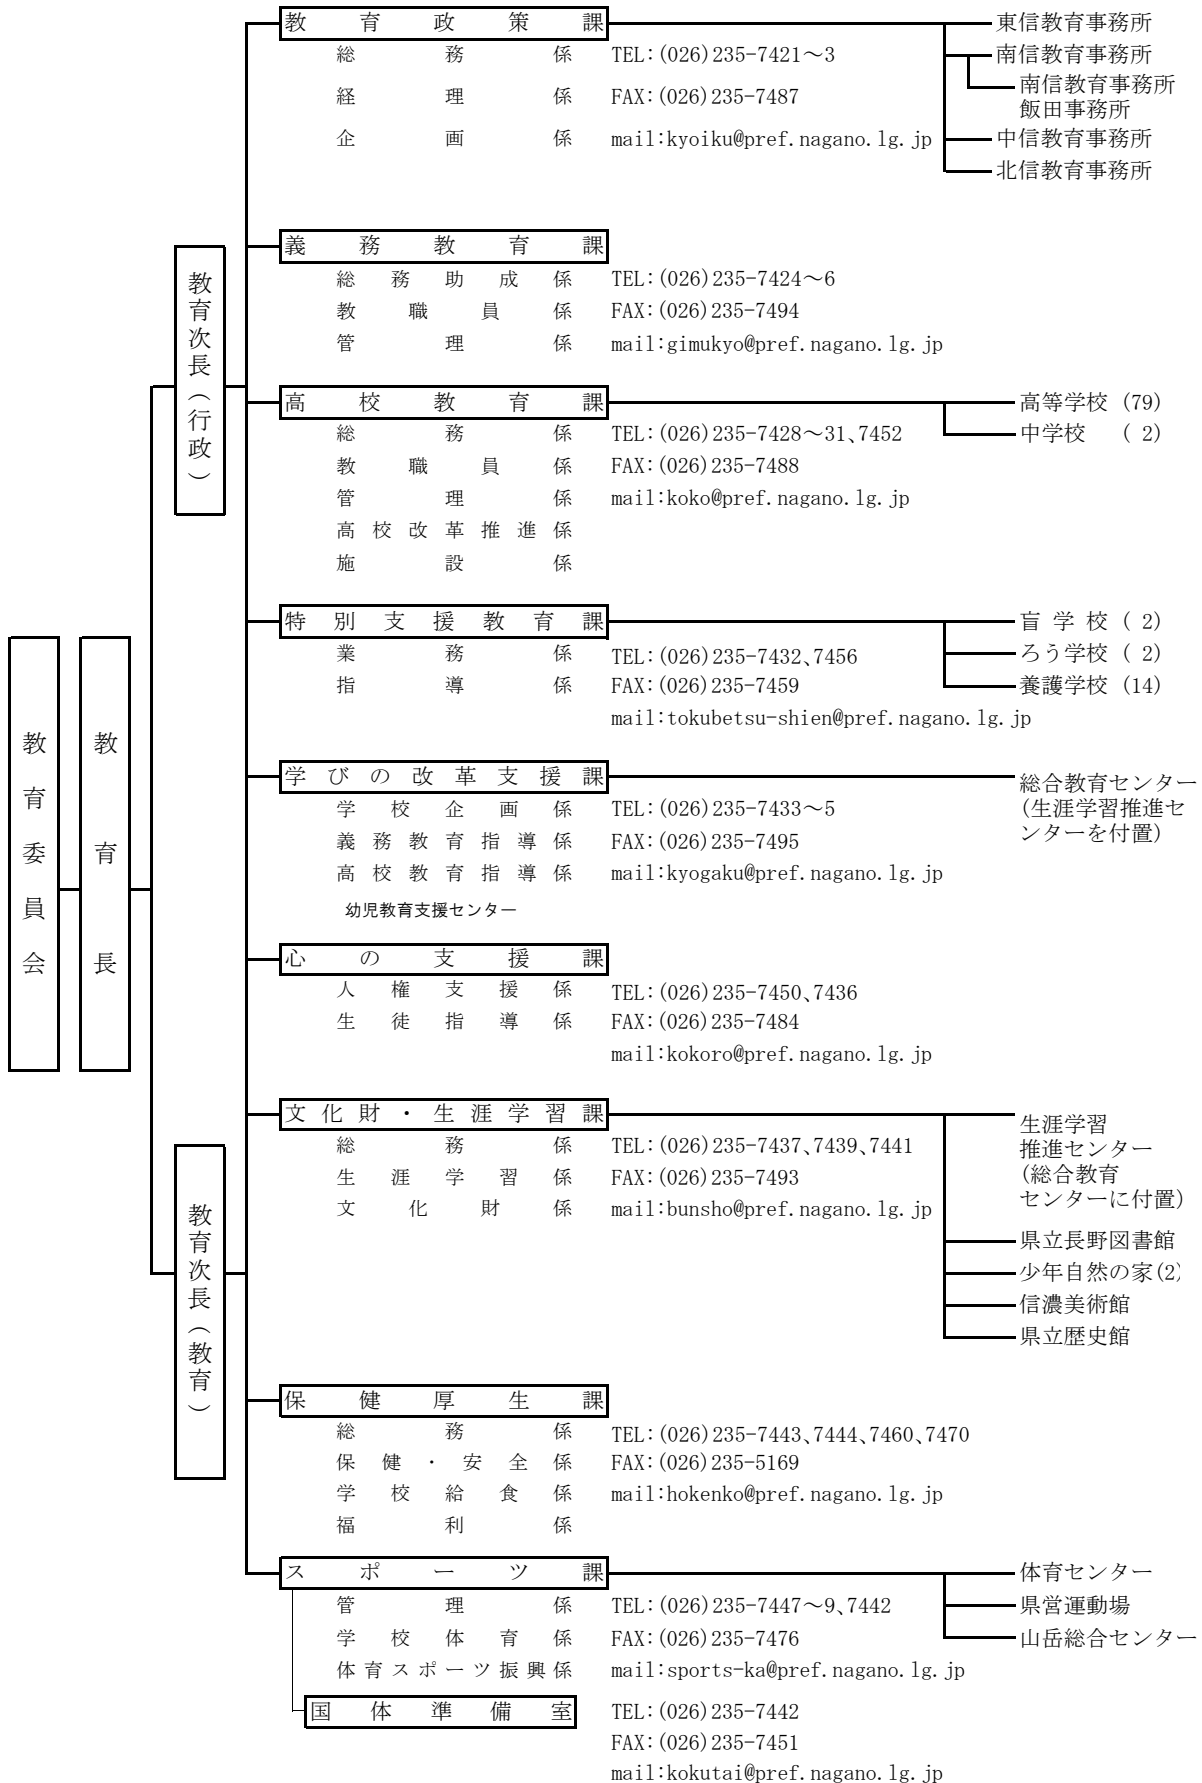 教育委員会
教育長
教育次長(行政)
教育次長(教育)
教育政策課
総務係 TEL:(026)235-7421～3
経理係 FAX:(026)235-7487
企画係 mail:kyoiku@pref.nagano.lg.jp
東信教育事務所
南信教育事務所
南信教育事務所
飯田事務所
中信教育事務所
北信教育事務所
義務教育課
総務助成係 TEL:(026)235-7424～6
教職員係 FAX:(026)235-7494
管理係 mail:gimukyo@pref.nagano.lg.jp
高校教育課
総務係 TEL:(026)235-7428～31、7452
教職員係 FAX:(026)235-7488
管理係 mail:koko@pref.nagano.lg.jp
高校改革推進係
施設係
高等学校 (79)
中学校 ( 2)
特別支援教育課
業務係 TEL:(026)235-7432、7456
指導係 FAX:(026)235-7459
mail:tokubetsu-shien@pref.nagano.lg.jp
盲学校 ( 2)
ろう学校 ( 2)
養護学校 (14)
学びの改革支援課
学校企画係 TEL:(026)235-7433～5
義務教育指導係 FAX:(026)235-7495
高校教育指導係 mail:kyogaku@pref.nagano.lg.jp
幼児教育支援センター
総合教育センター
(生涯学習推進セ
ンターを付置)
心の支援課
人権支援係 TEL:(026)235-7450、7436
生徒指導係 FAX:(026)235-7484
mail:kokoro@pref.nagano.lg.jp
文化財・生涯学習課
総務係 TEL:(026)235-7437、7439、7441
生涯学習係 FAX:(026)235-7493
文化財係 mail:bunsho@pref.nagano.lg.jp
生涯学習
推進センター
(総合教育
センターに付置)
県立長野図書館
少年自然の家(2)
信濃美術館
県立歴史館
保健厚生課
総務係 TEL:(026)235-7443、7444、7460、7470
保健・安全係 FAX:(026)235-5169
学校給食係 mail:hokenko@pref.nagano.lg.jp
福利係
スポーツ課
管理係 TEL:(026)235-7447～9、7442
学校体育係 FAX:(026)235-7476
体育スポーツ振興係 mail:sports-ka@pref.nagano.lg.jp
体育センター
県営運動場
山岳総合センター
国体準備室 TEL:(026)235-7442
FAX:(026)235-7451
mail:kokutai@pref.nagano.lg.jp